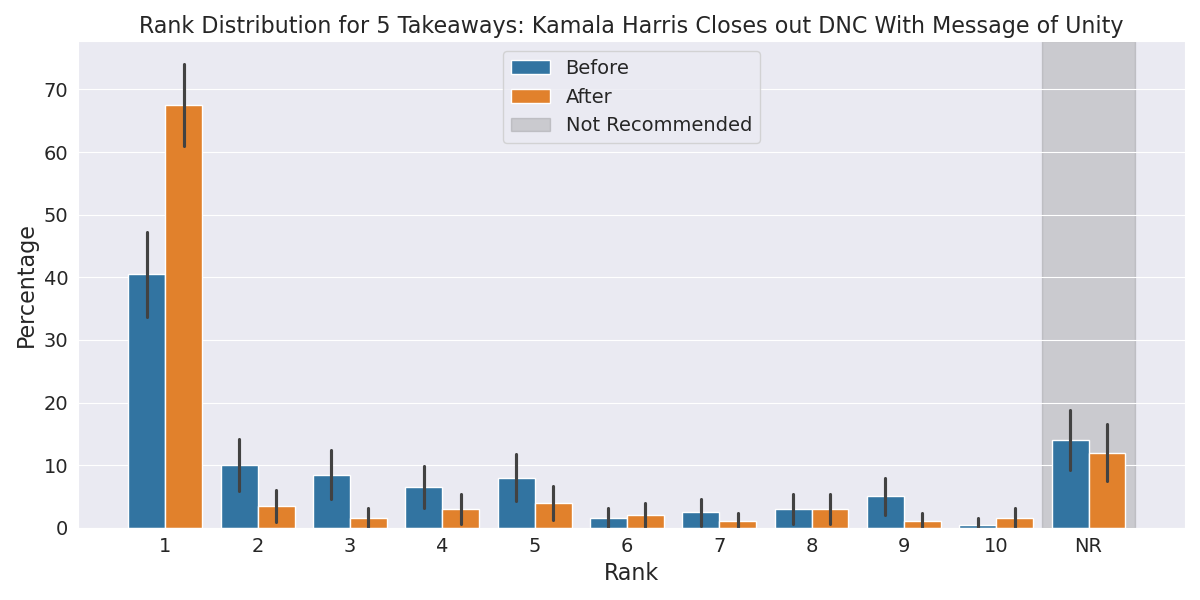 Rank Distribution for 5 Takeaways: Kamala Harris Closes out DNC With Message of Unity
Before
After
Not Recommended
Percentage
70
60
50
40
30
20
10
0
1 2 3 4 5 6 7 8 9 10 NR
Rank